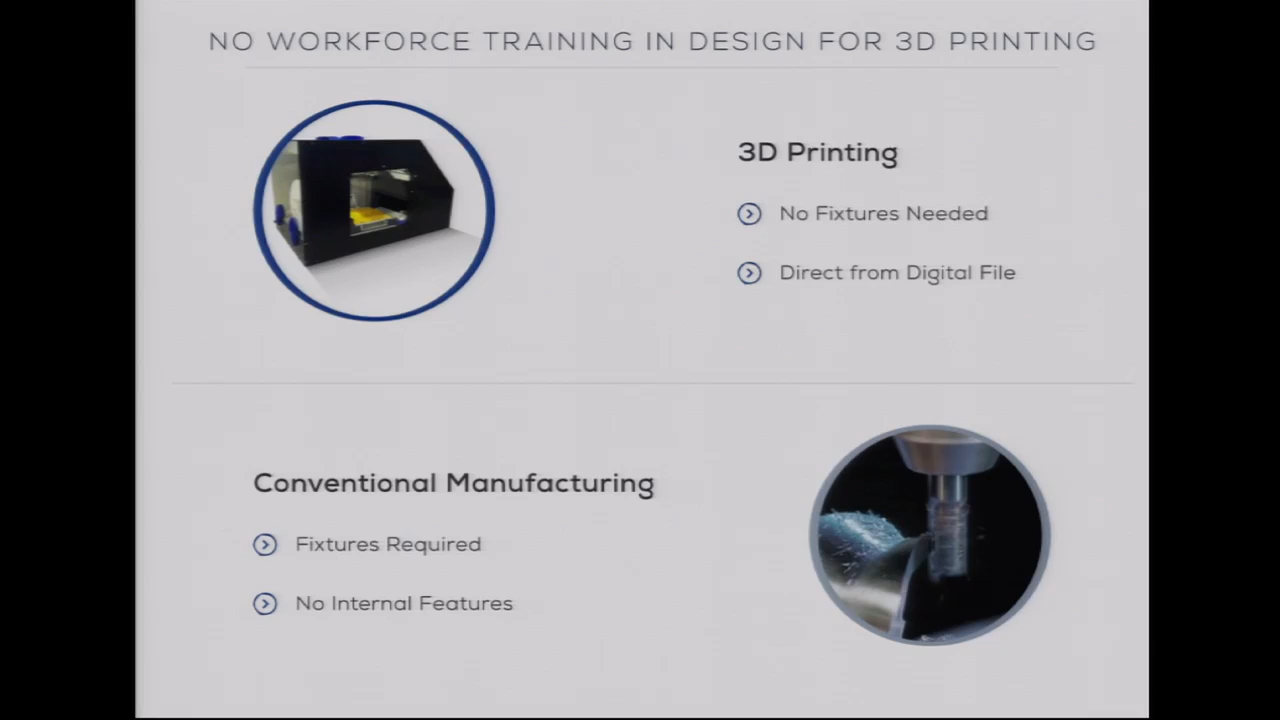 NO WORKFORCE TRAINING IN DESIGN FOR 3D PRINTING
3D Printing
No Fixtures Needed
Direct from Digital File
Conventional Manufacturing
Fixtures Required
No Internal Features